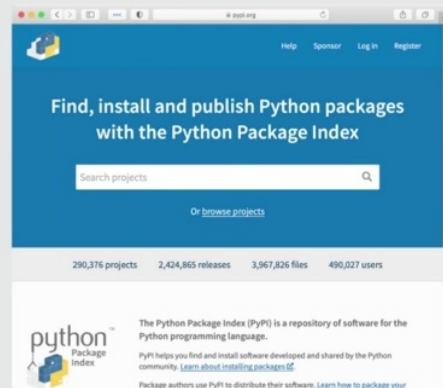 pypi.org
Help Sponsor Log in Register
Find, install and publish Python packages
with the Python Package Index
Search projects
Or browse projects
290,376 projects 2,424,865 releases 3,967,826 files 490,027 users
python™
Package
Index
The Python Package Index (PyPI) is a repository of software for the
Python programming language.
PyPI helps you find and install software developed and shared by the Python
community. Learn about installing packages
Package authors use PyPI to distribute their software. Learn how to package your